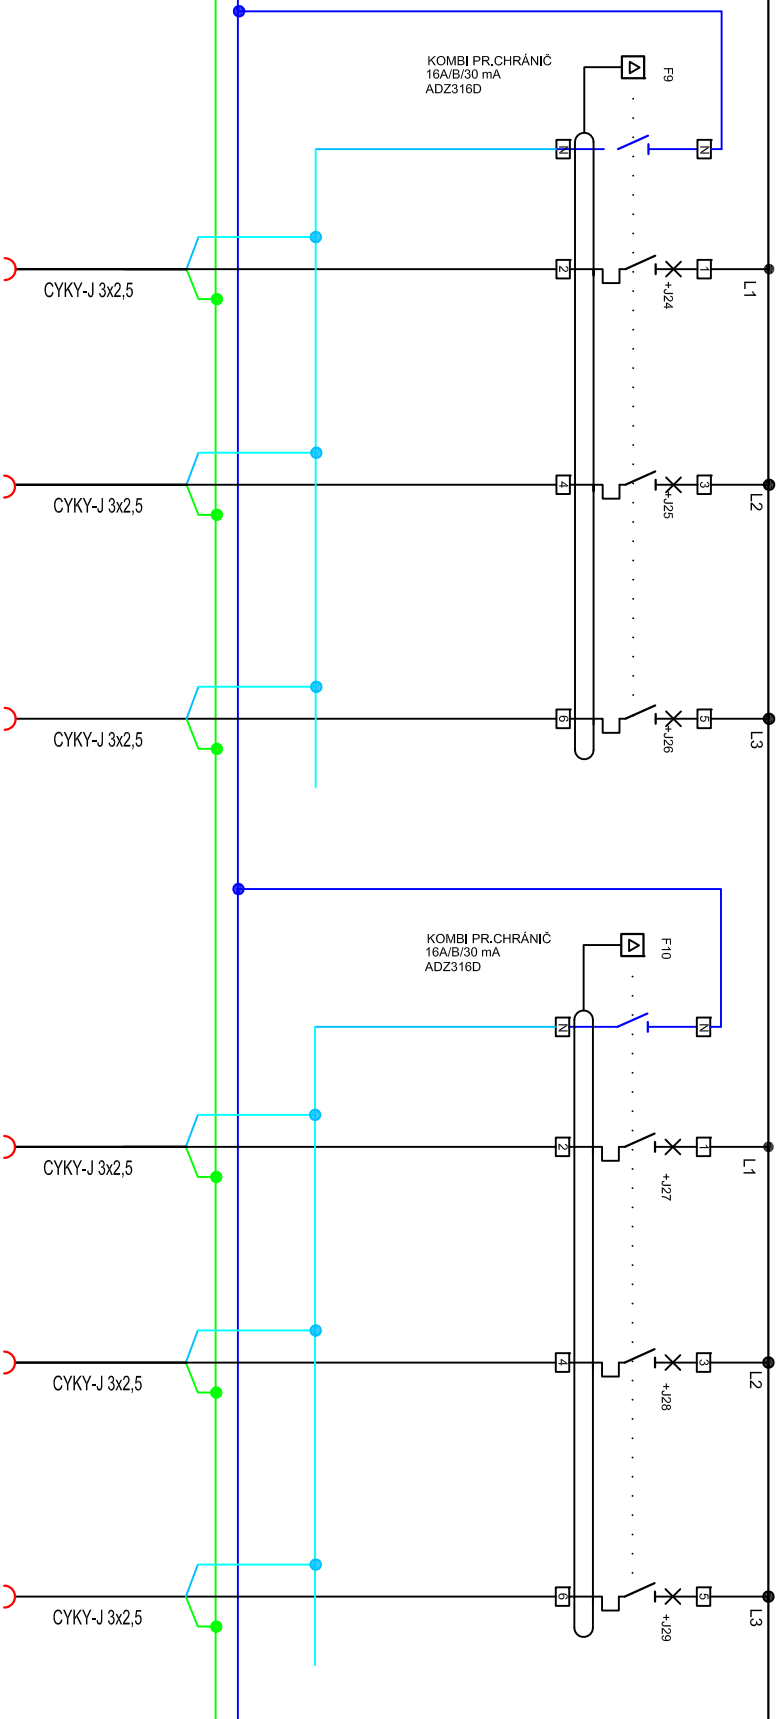 KOMBI PR.CHRÁNIČ
16A/B/30 mA
ADZ316D
F9
N
N
2
+J24
1
L1
CYKY-J 3x2,5
4
+J25
3
L2
CYKY-J 3x2,5
6
+J26
5
L3
CYKY-J 3x2,5
KOMBI PR.CHRÁNIČ
16A/B/30 mA
ADZ316D
F10
N
N
2
+J27
1
L1
CYKY-J 3x2,5
4
+J28
3
L2
CYKY-J 3x2,5
6
+J29
5
L3
CYKY-J 3x2,5